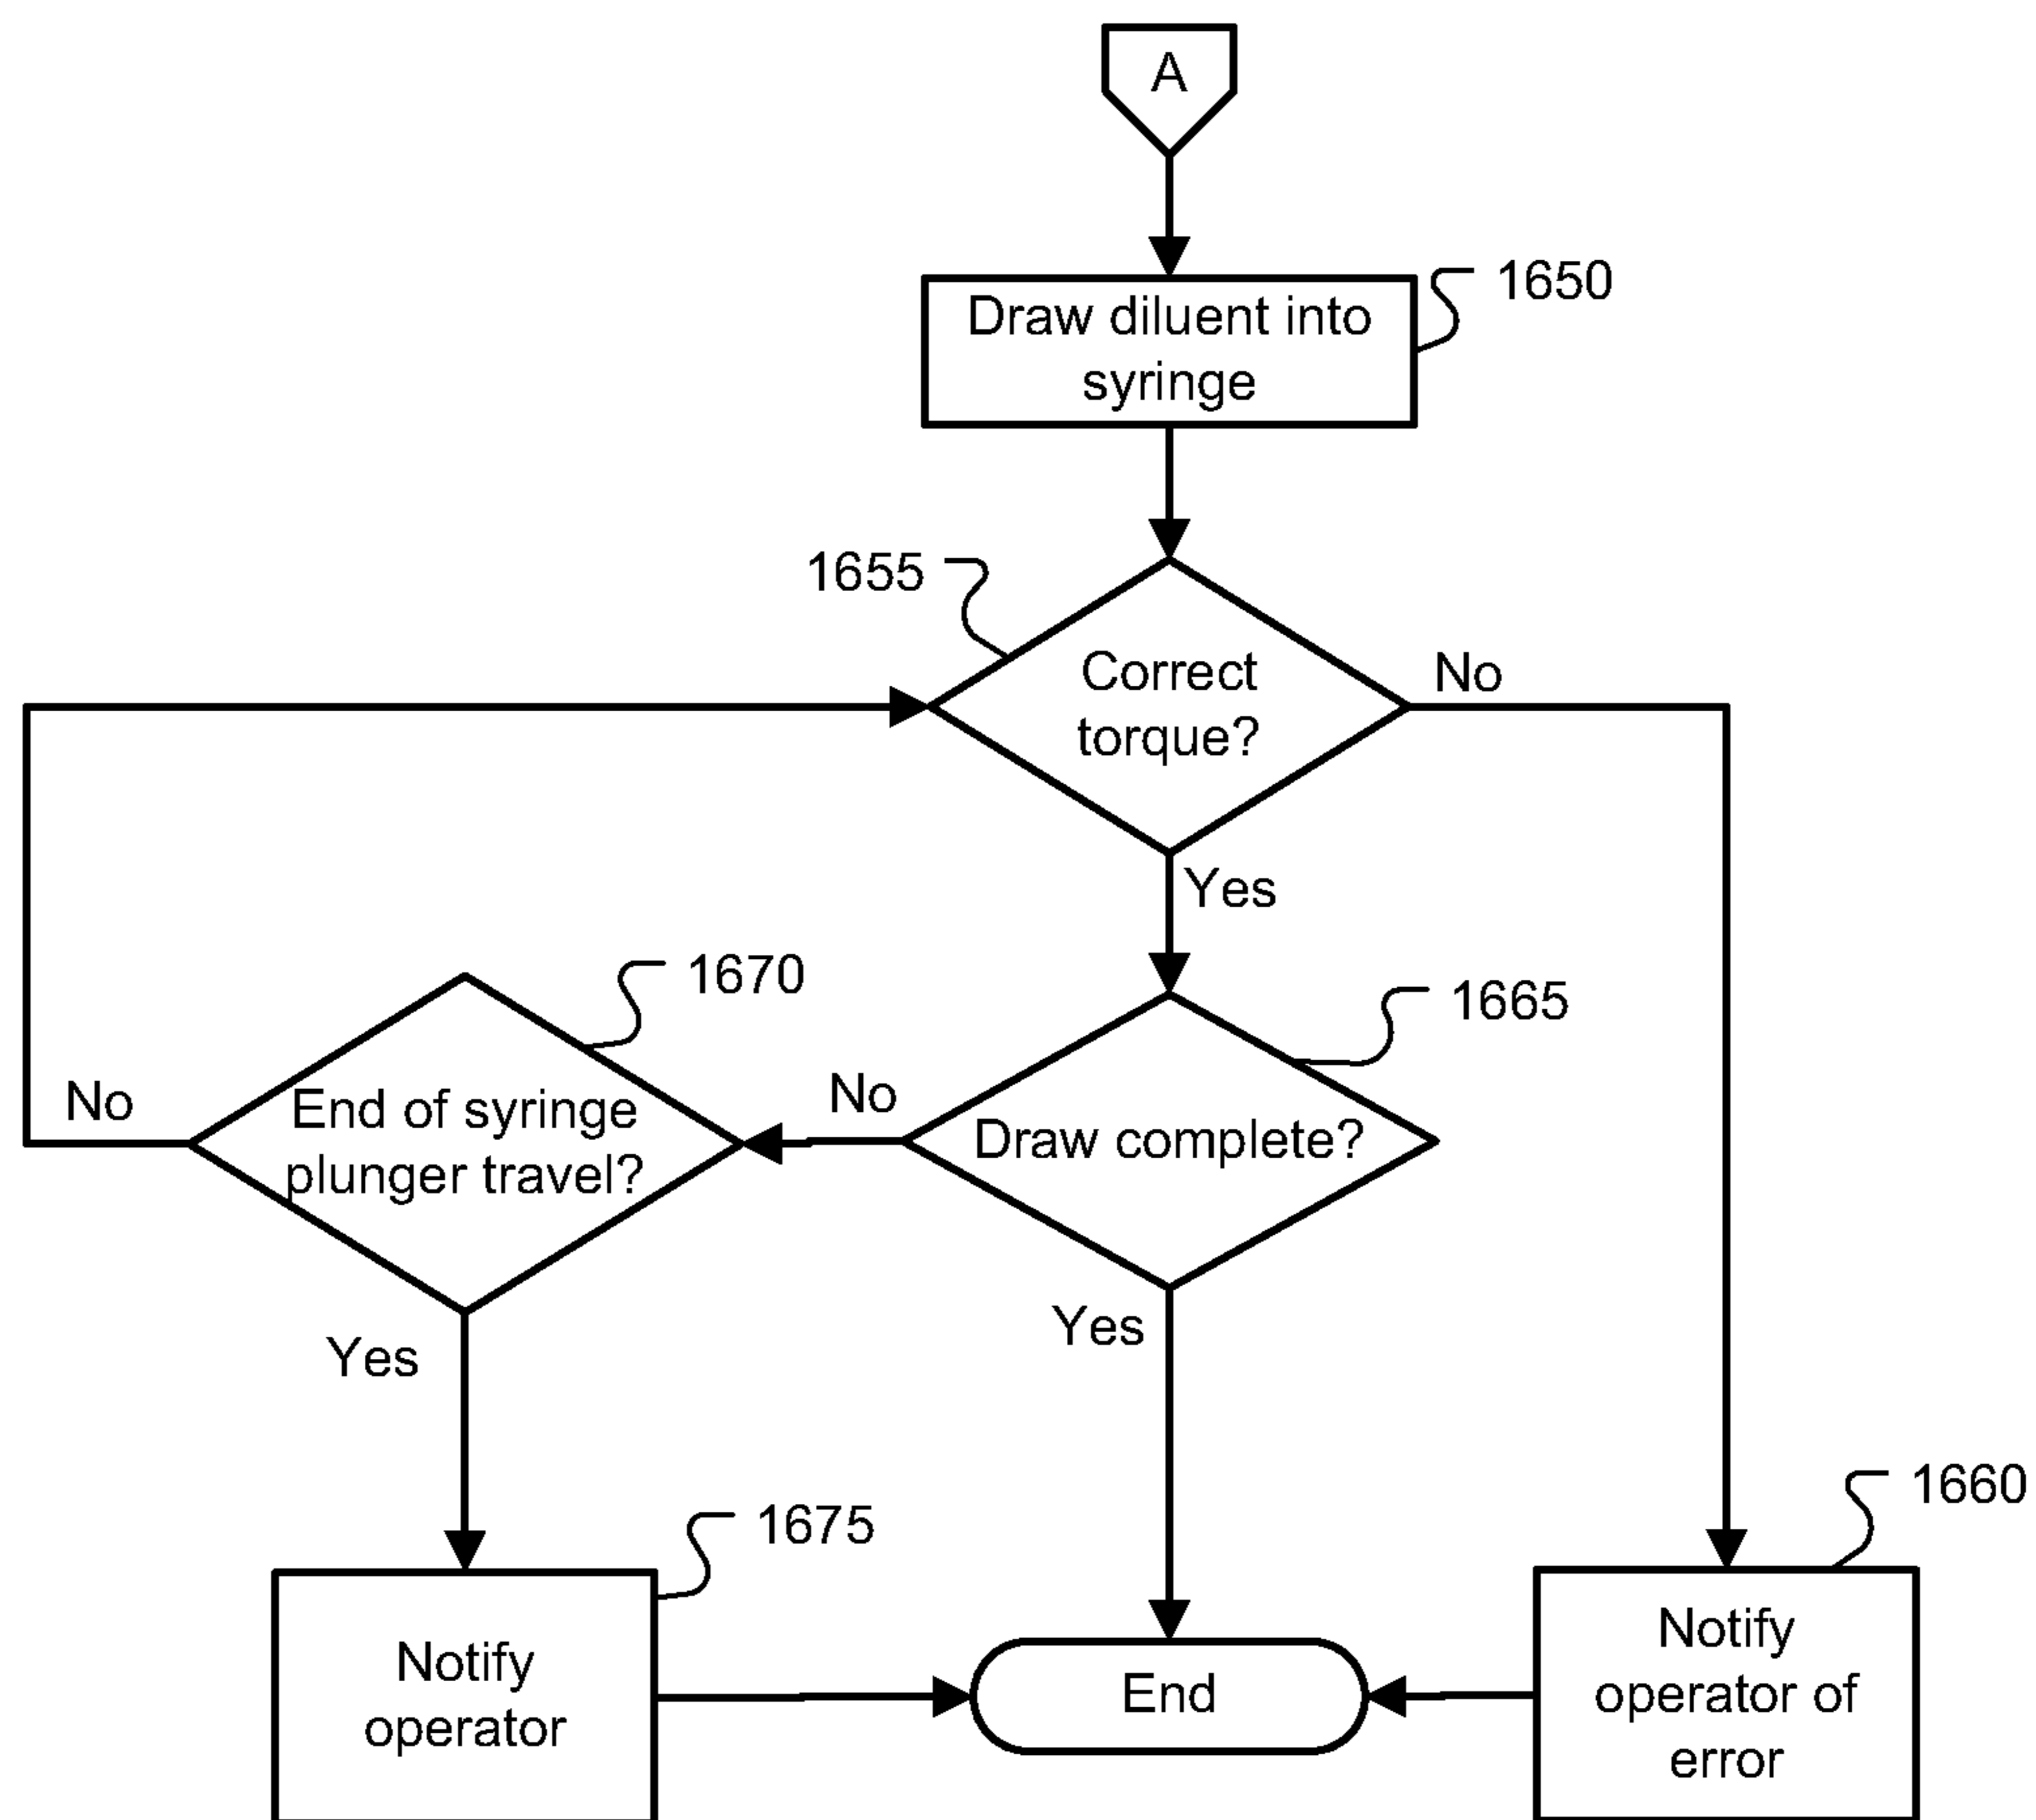 A
Draw diluent into
syringe
1650
1655
Correct
torque?
No
Yes
1670
1665
No
End of syringe
plunger travel?
No
Draw complete?
Yes
Yes
1675
1660
Notify
operator
End
Notify
operator of
error